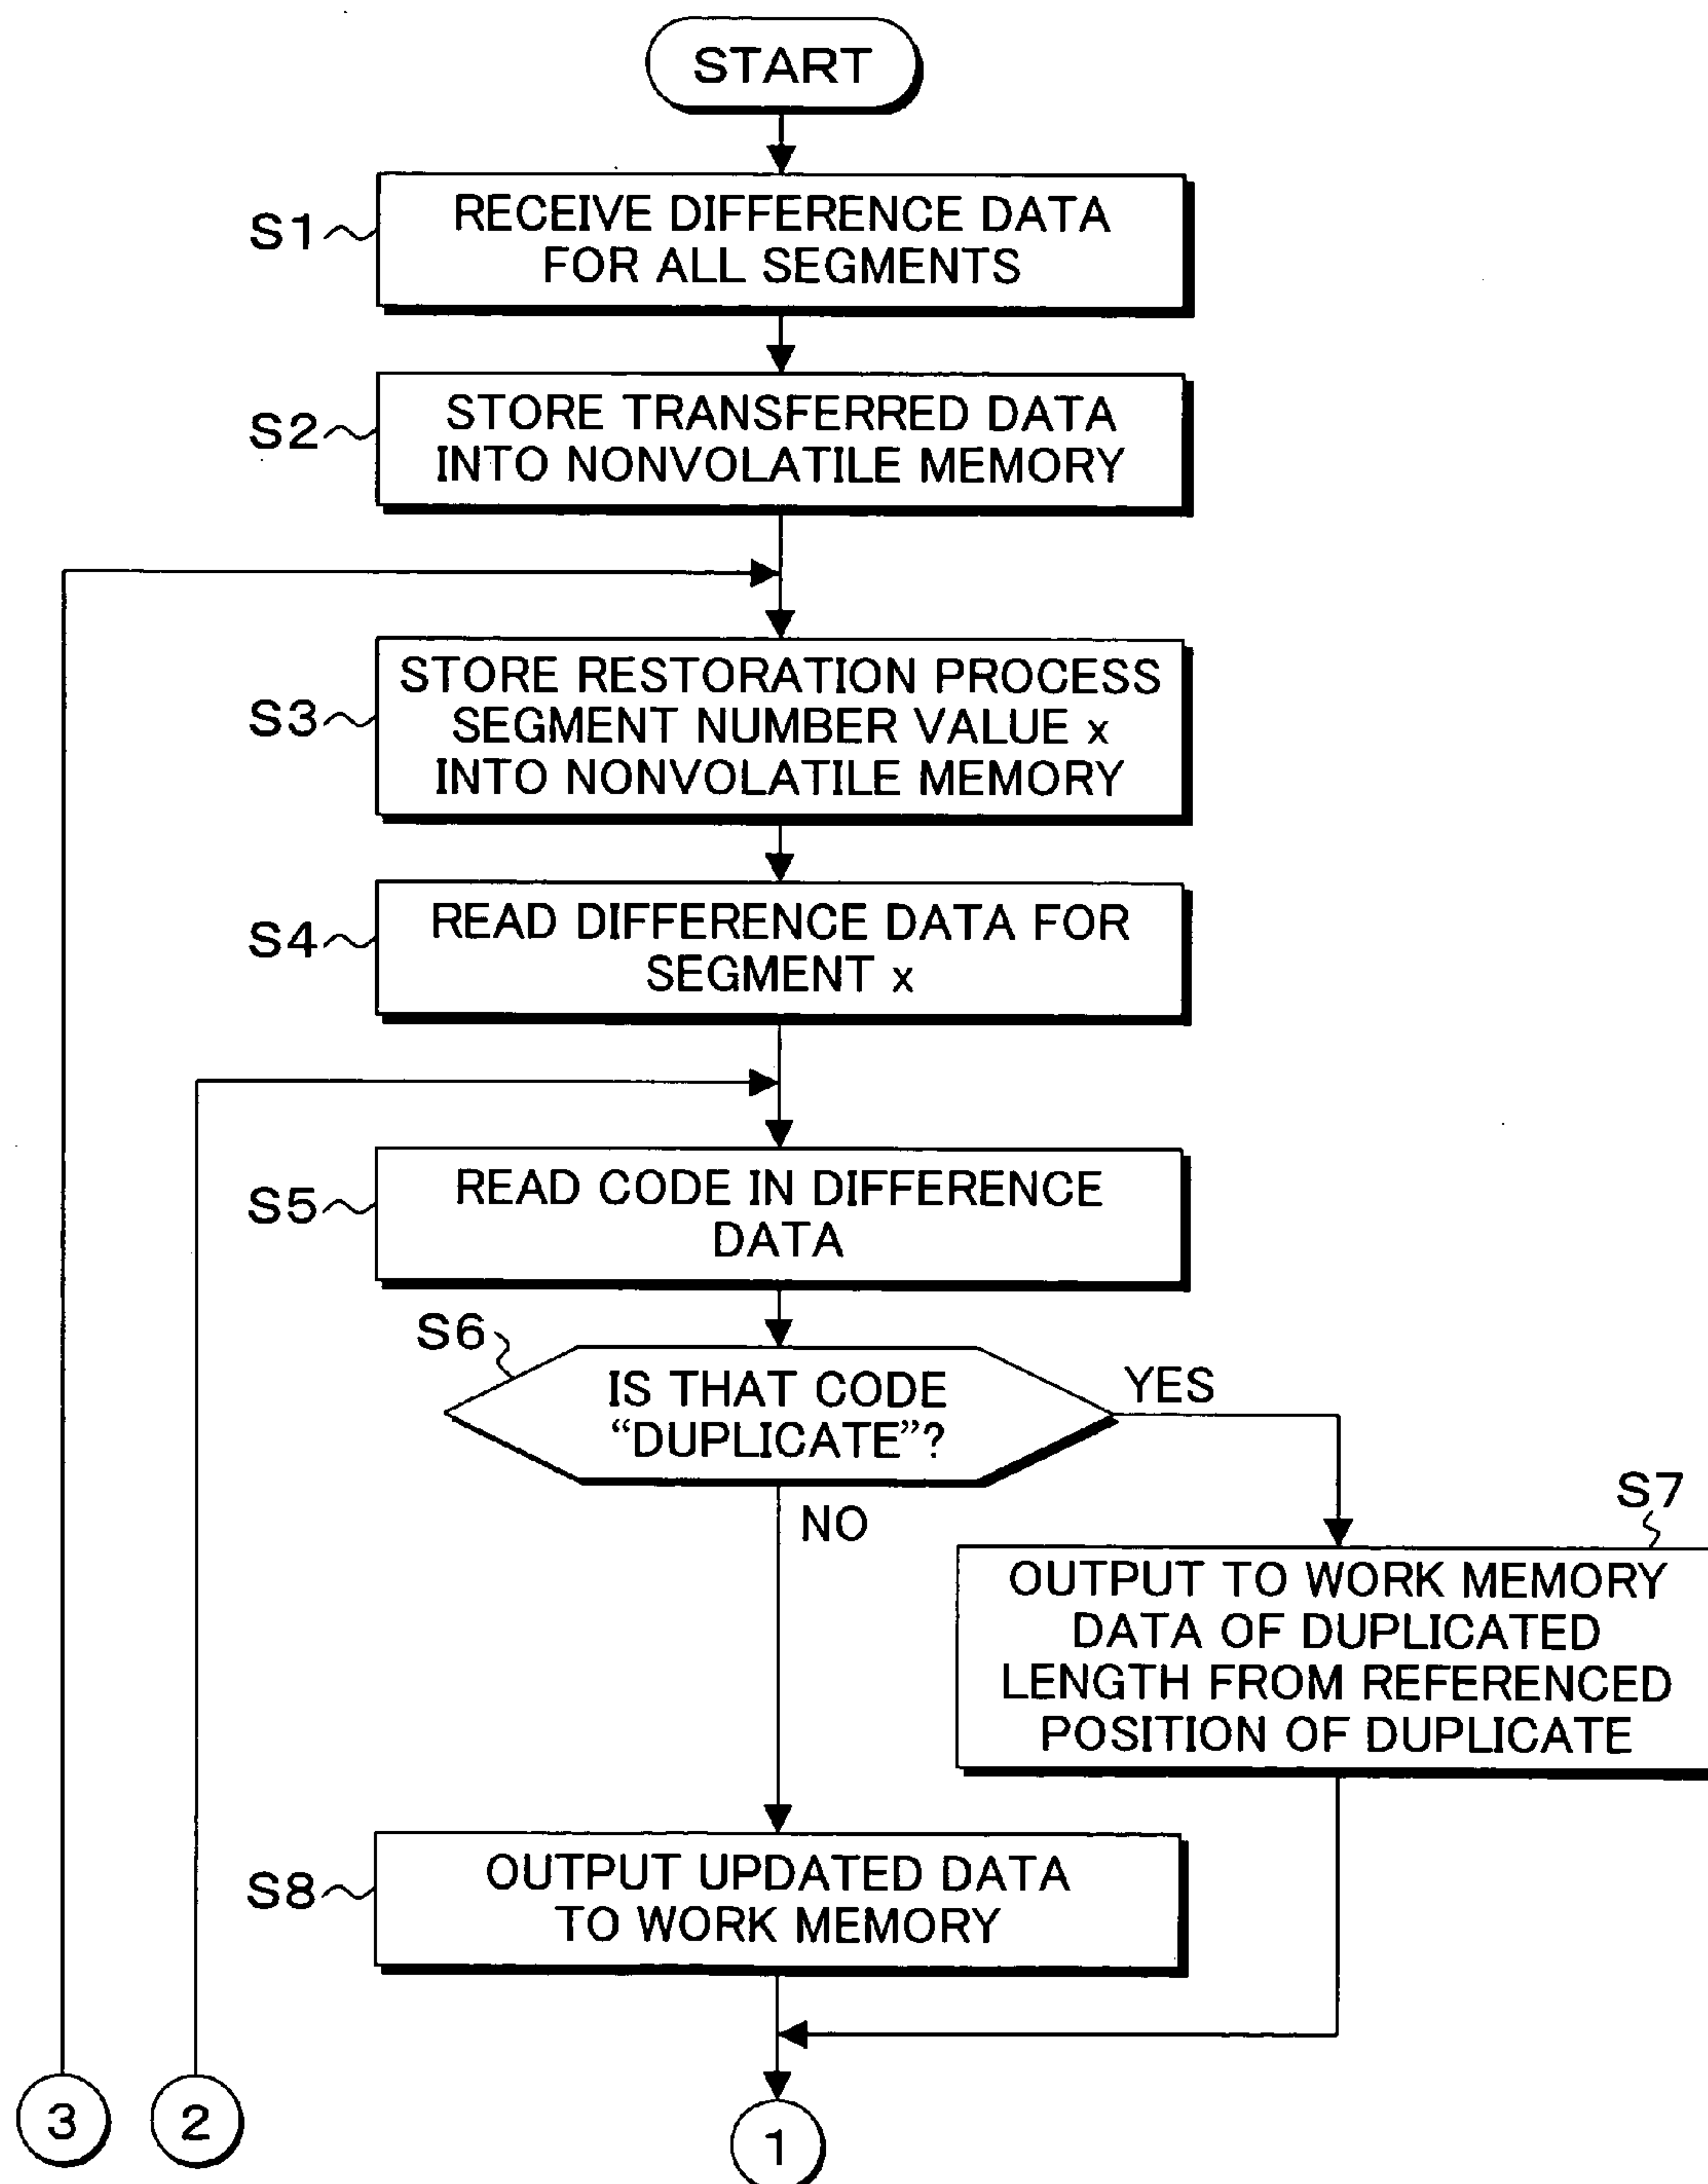 START
S1
RECEIVE DIFFERENCE DATA
FOR ALL SEGMENTS
S2
STORE TRANSFERRED DATA
INTO NONVOLATILE MEMORY
S3
STORE RESTORATION PROCESS
SEGMENT NUMBER VALUE x
INTO NONVOLATILE MEMORY
S4
READ DIFFERENCE DATA FOR
SEGMENT x
S5
READ CODE IN DIFFERENCE
DATA
S6
IS THAT CODE
“DUPLICATE”?
YES
NO
S7
OUTPUT TO WORK MEMORY
DATA OF DUPLICATED
LENGTH FROM REFERENCED
POSITION OF DUPLICATE
S8
OUTPUT UPDATED DATA
TO WORK MEMORY
3
2
1